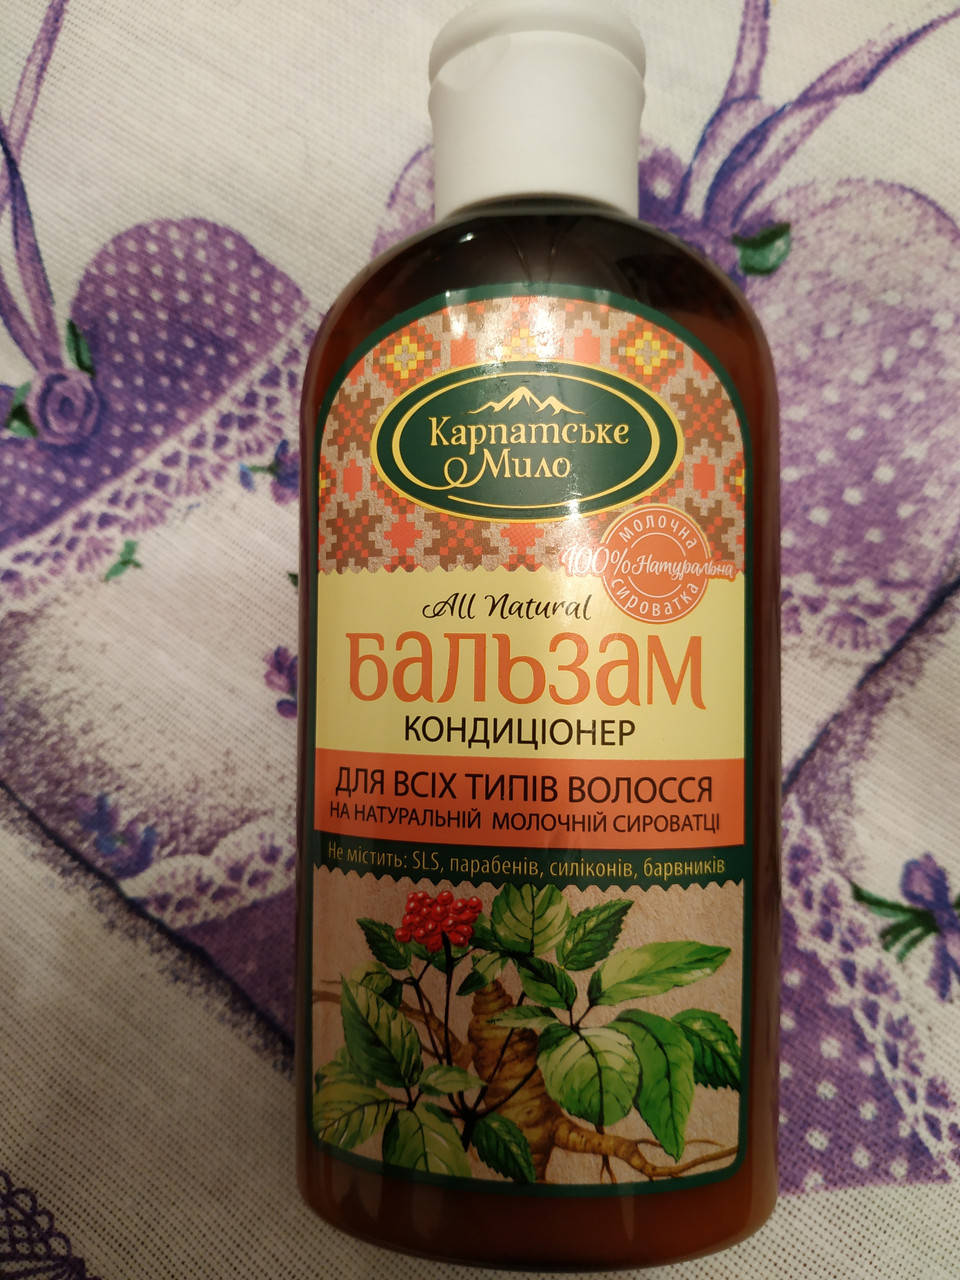 Карпатське
Мило
молочна
100% Натуральна
сироватка
All Natural
Бальзам
КОНДИЦІОНЕР
ДЛЯ ВСІХ ТИПІВ ВОЛОССЯ
НА НАТУРАЛЬНІЙ МОЛОЧНІЙ СИРОВАТЦІ
Не містить: SLS, парабенів, силіконів, барвників